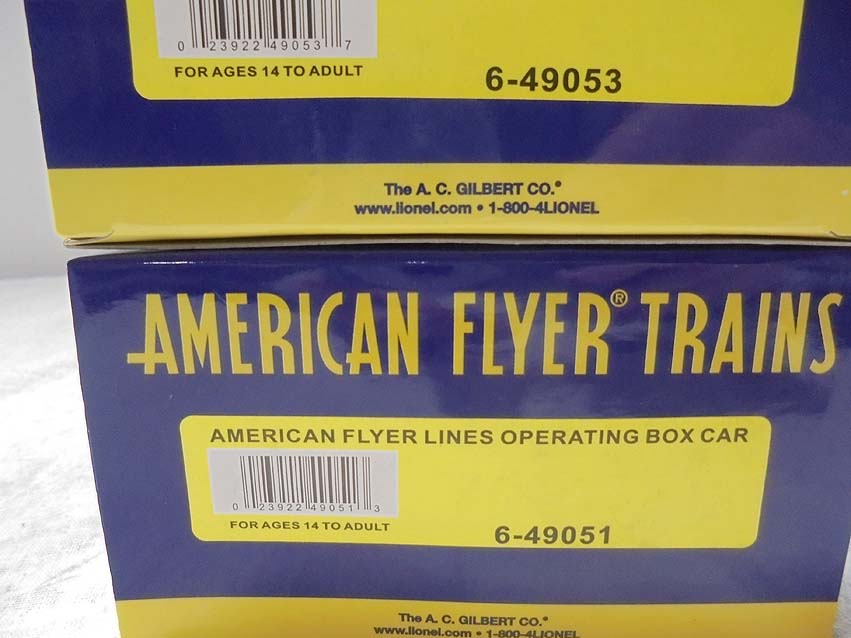 0 23922 49053 7
FOR AGES 14 TO ADULT
6-49053
The A. C. GILBERT CO.®
www.lionel.com • 1-800-4LIONEL
AMERICAN FLYER® TRAINS
AMERICAN FLYER LINES OPERATING BOX CAR
0 23922 49051 3
FOR AGES 14 TO ADULT
6-49051
The A. C. GILBERT CO.®
www.lionel.com • 1-800-4LIONEL